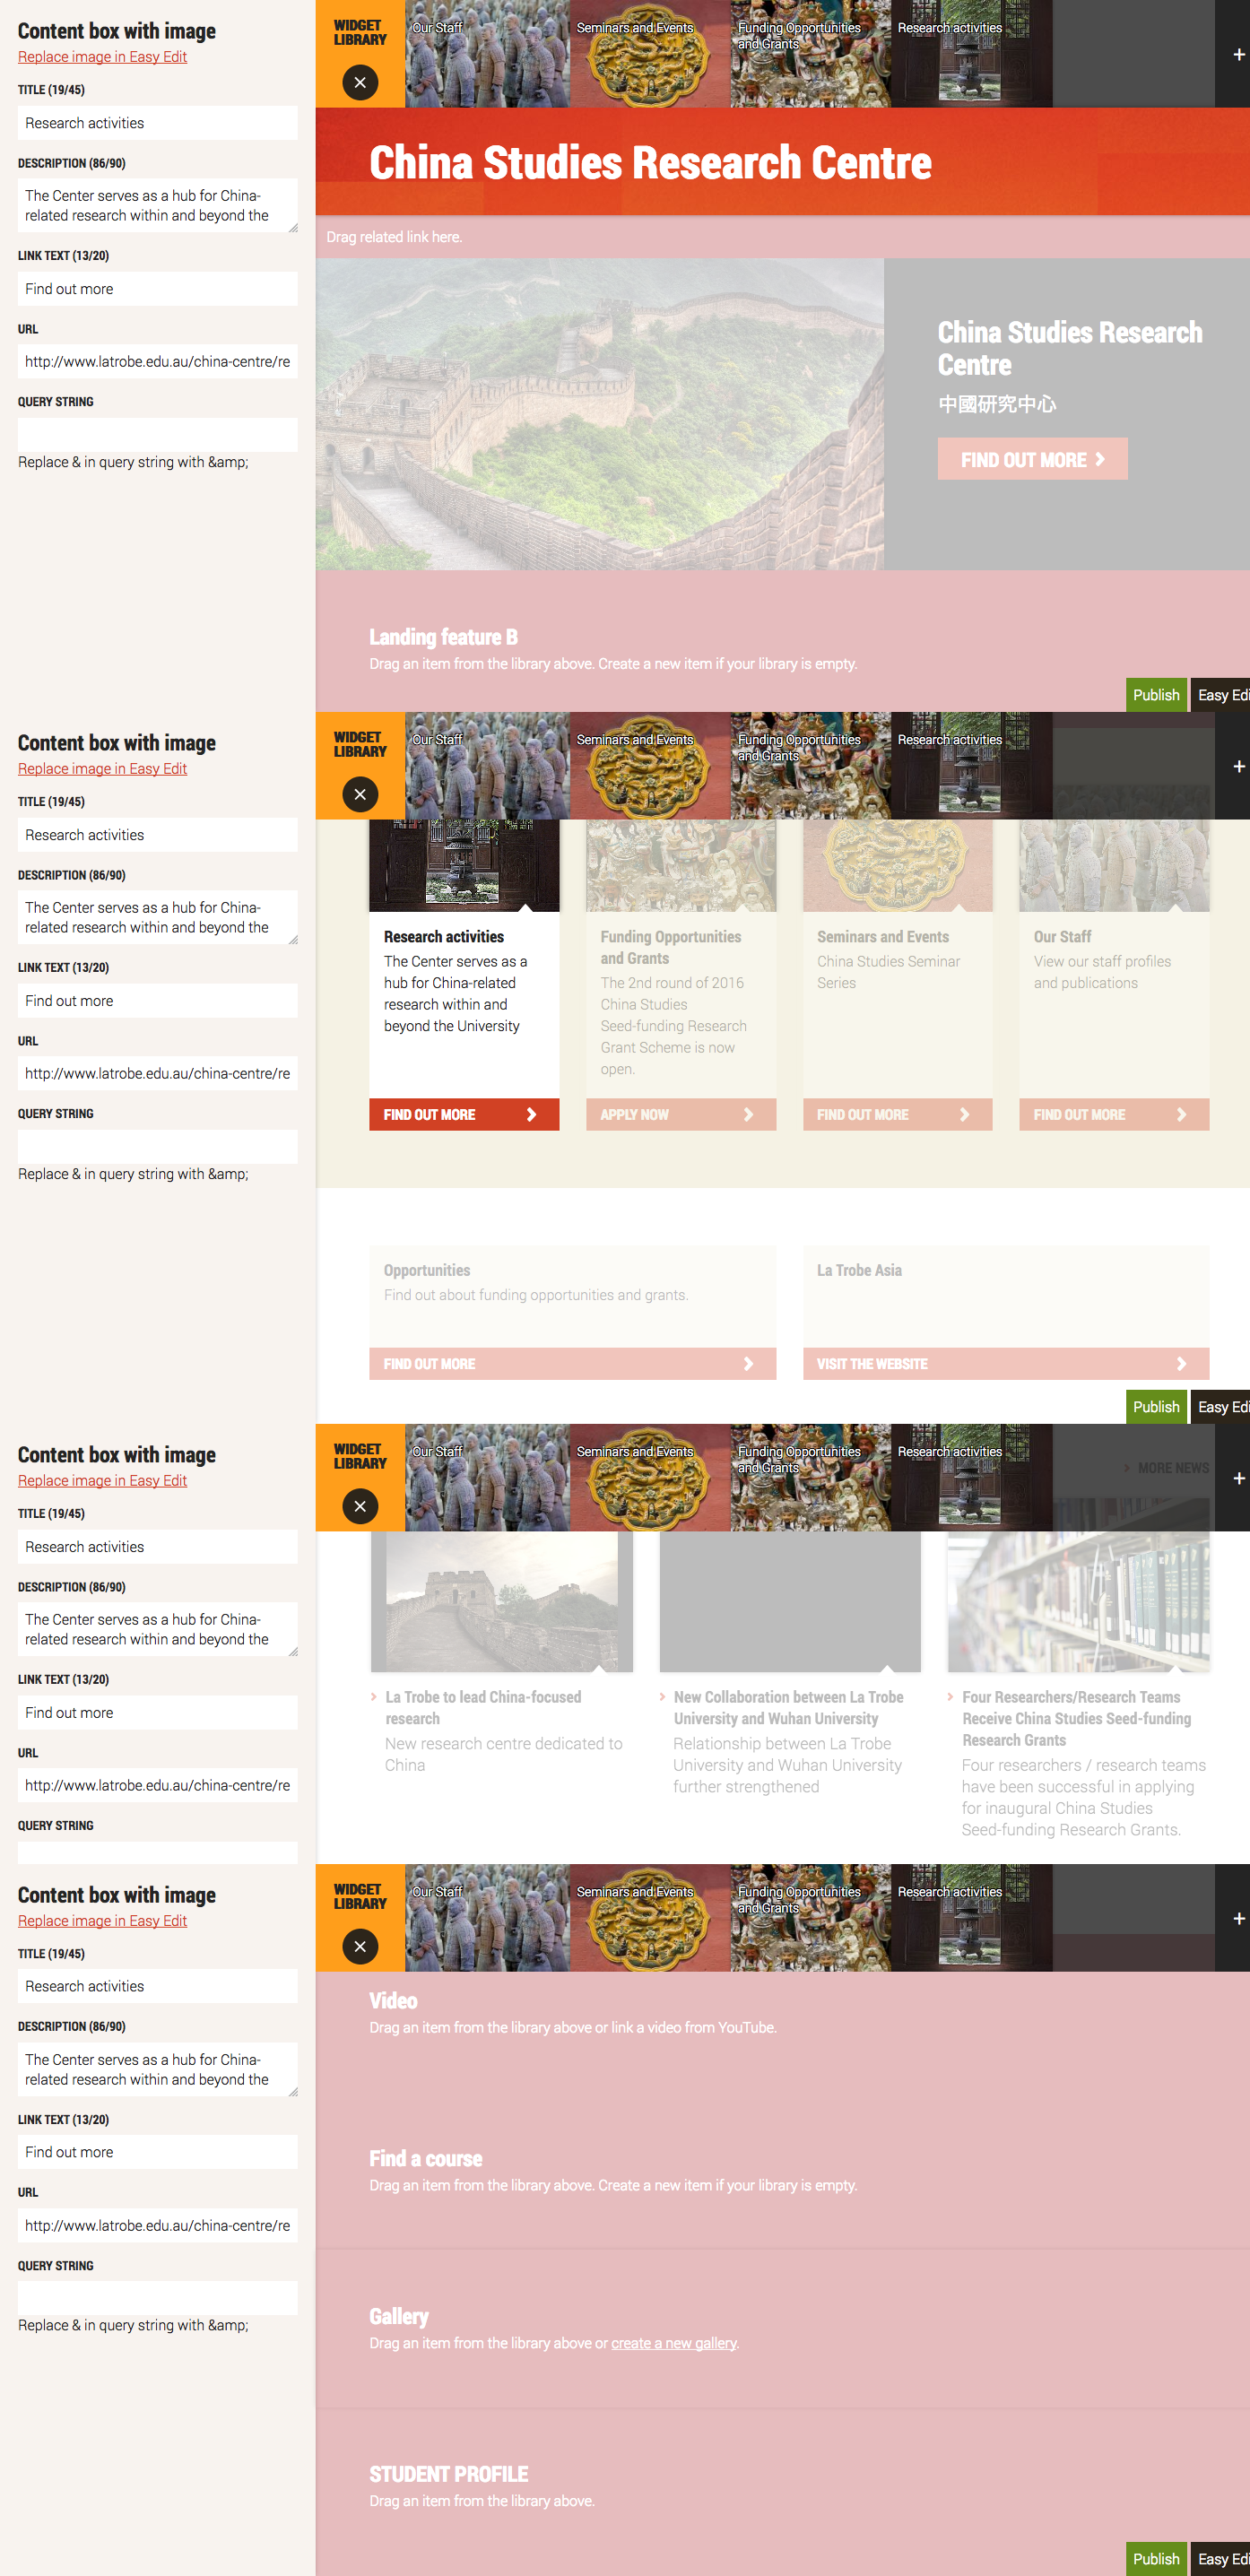 Content box with image
Replace image in Easy Edit
TITLE (19/45)
Research activities
DESCRIPTION (86/90)
The Center serves as a hub for China-
related research within and beyond the
LINK TEXT (13/20)
Find out more
URL
http://www.latrobe.edu.au/china-centre/re
QUERY STRING
Replace & in query string with &amp;
WIDGET
LIBRARY
Our Staff
Seminars and Events
Funding Opportunities
and Grants
Research activities
+
China Studies Research Centre
Drag related link here.
China Studies Research
Centre
中國研究中心
FIND OUT MORE
Landing feature B
Drag an item from the library above. Create a new item if your library is empty.
Publish
Easy Edi
Content box with image
Replace image in Easy Edit
TITLE (19/45)
Research activities
DESCRIPTION (86/90)
The Center serves as a hub for China-
related research within and beyond the
LINK TEXT (13/20)
Find out more
URL
http://www.latrobe.edu.au/china-centre/re
QUERY STRING
Replace & in query string with &amp;
WIDGET
LIBRARY
Our Staff
Seminars and Events
Funding Opportunities
and Grants
Research activities
+
Research activities
The Center serves as a
hub for China-related
research within and
beyond the University
FIND OUT MORE
Funding Opportunities
and Grants
The 2nd round of 2016
China Studies
Seed-funding Research
Grant Scheme is now
open.
APPLY NOW
Seminars and Events
China Studies Seminar
Series
FIND OUT MORE
Our Staff
View our staff profiles
and publications
FIND OUT MORE
Opportunities
Find out about funding opportunities and grants.
FIND OUT MORE
La Trobe Asia
VISIT THE WEBSITE
Publish
Easy Edi
Content box with image
Replace image in Easy Edit
TITLE (19/45)
Research activities
DESCRIPTION (86/90)
The Center serves as a hub for China-
related research within and beyond the
LINK TEXT (13/20)
Find out more
URL
http://www.latrobe.edu.au/china-centre/re
QUERY STRING
WIDGET
LIBRARY
Our Staff
Seminars and Events
Funding Opportunities
and Grants
Research activities
MORE NEWS
+
La Trobe to lead China-focused
research
New research centre dedicated to
China
New Collaboration between La Trobe
University and Wuhan University
Relationship between La Trobe
University and Wuhan University
further strengthened
Four Researchers/Research Teams
Receive China Studies Seed-funding
Research Grants
Four researchers / research teams
have been successful in applying
for inaugural China Studies
Seed-funding Research Grants.
Content box with image
Replace image in Easy Edit
TITLE (19/45)
Research activities
DESCRIPTION (86/90)
The Center serves as a hub for China-
related research within and beyond the
LINK TEXT (13/20)
Find out more
URL
http://www.latrobe.edu.au/china-centre/re
QUERY STRING
Replace & in query string with &amp;
WIDGET
LIBRARY
Our Staff
Seminars and Events
Funding Opportunities
and Grants
Research activities
+
Video
Drag an item from the library above or link a video from YouTube.
Find a course
Drag an item from the library above. Create a new item if your library is empty.
Gallery
Drag an item from the library above or create a new gallery.
STUDENT PROFILE
Drag an item from the library above.
Publish
Easy Edi